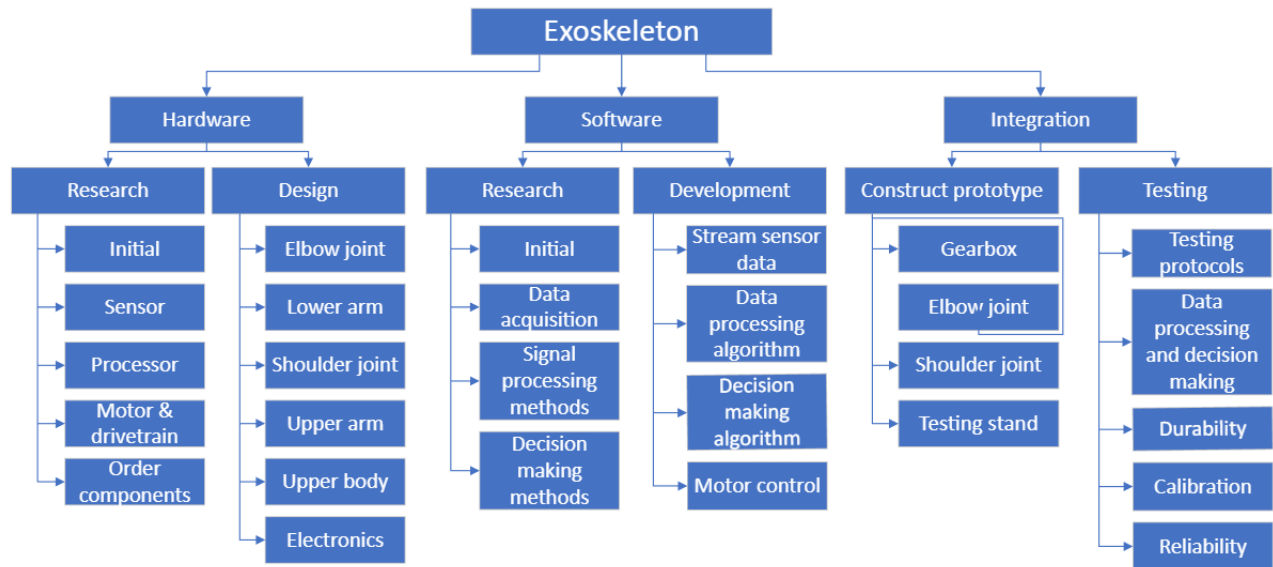 Exoskeleton
Hardware
Software
Integration
Research
Design
Research
Development
Construct prototype
Testing
Initial
Sensor
Processor
Motor &
drivetrain
Order
components
Elbow joint
Lower arm
Shoulder joint
Upper arm
Upper body
Electronics
Initial
Data
acquisition
Signal
processing
methods
Decision
making
methods
Stream sensor
data
Data
processing
algorithm
Decision
making
algorithm
Motor control
Gearbox
Elbow joint
Shoulder joint
Testing stand
Testing
protocols
Data
processing
and decision
making
Durability
Calibration
Reliability